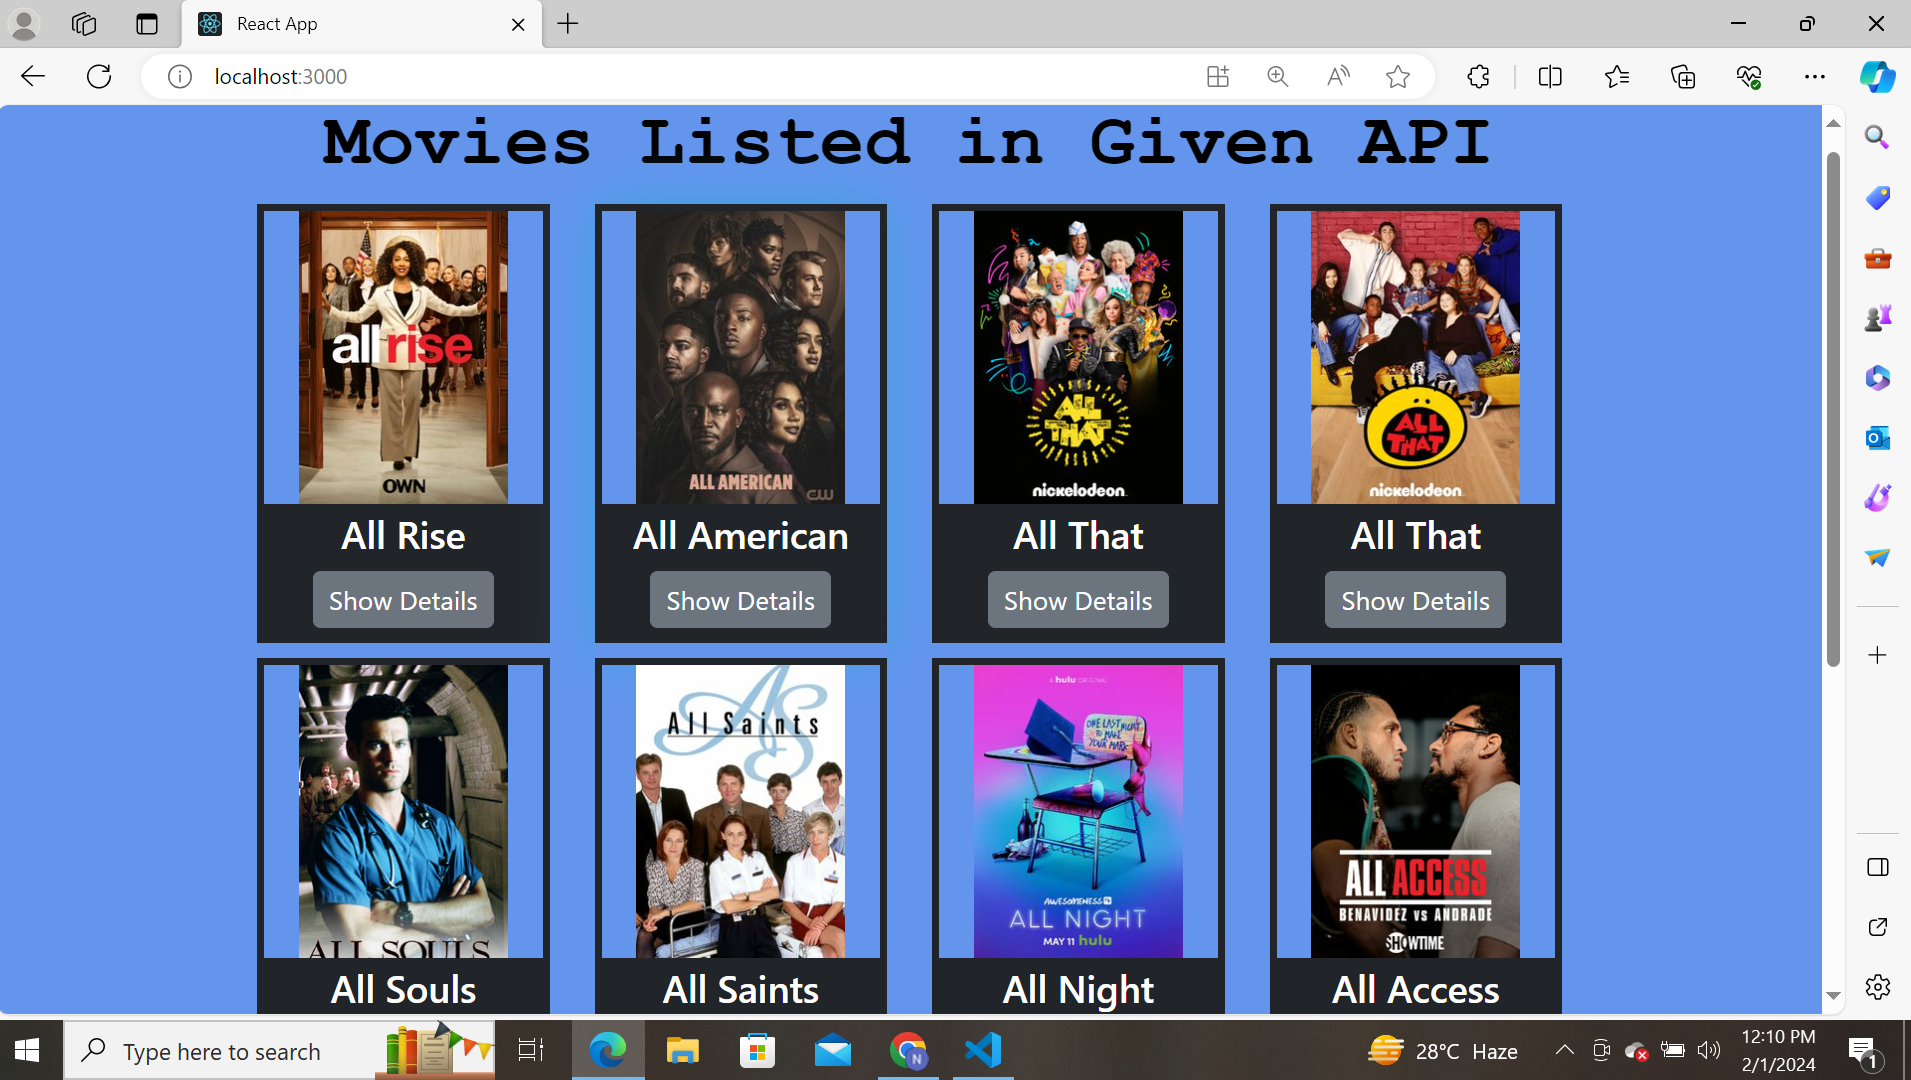 React App
localhost:3000
Movies Listed in Given API
all rise
OWN
ALL AMERICAN
CW
ALL THAT
nickelodeon
ALL THAT
nickelodeon
All Rise
All American
All That
All That
Show Details
Show Details
Show Details
Show Details
ALL SOULS
AS
All Saints
A hulu ORIGINAL
ONE LAST NIGHT
TO MAKE
YOUR MARK
AWESOMENESS TV
ALL NIGHT
MAY 11 hulu
ALL ACCESS
BENAVIDEZ vs ANDRADE
SHOWTIME
All Souls
All Saints
All Night
All Access
Type here to search
N
28°C Haze
12:10 PM
2/1/2024
1